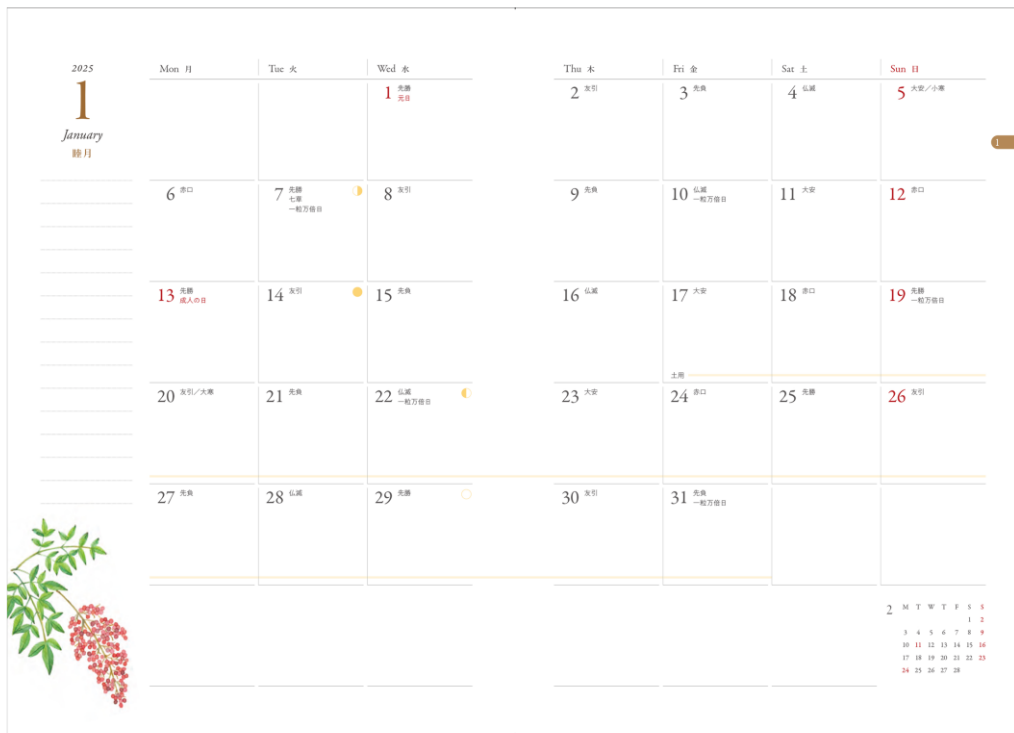 2025
1
January
睦月
Mon 月
Tue 火
Wed 水
Thu 木
Fri 金
Sat 土
Sun 日
1 先勝
元日
2 友引
3 先負
4 仏滅
5 大安／小寒
1
6 赤口
7 先勝
七草
一粒万倍日
8 友引
9 先負
10 仏滅
一粒万倍日
11 大安
12 赤口
13 先勝
成人の日
14 友引
15 先負
16 仏滅
17 大安
土用
18 赤口
19 先勝
一粒万倍日
20 友引／大寒
21 先負
22 仏滅
一粒万倍日
23 大安
24 赤口
25 先勝
26 友引
27 先負
28 仏滅
29 先勝
30 友引
31 先負
一粒万倍日
2
M T W T F S S
1 2
3 4 5 6 7 8 9
10 11 12 13 14 15 16
17 18 19 20 21 22 23
24 25 26 27 28